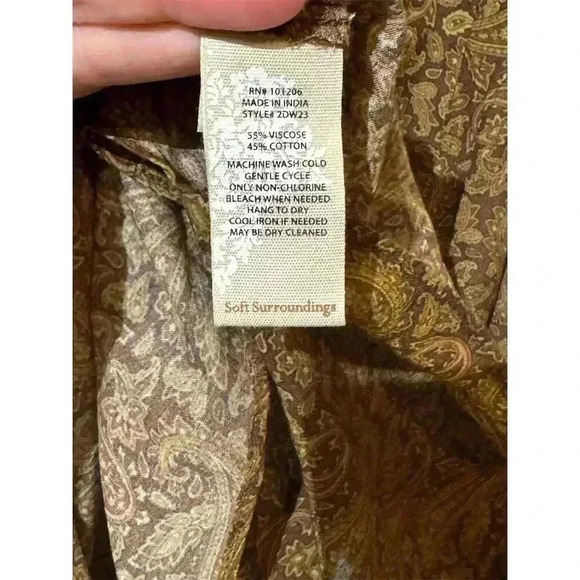 RN# 101206
MADE IN INDIA
STYLE# 2DW23
55% VISCOSE
45% COTTON
MACHINE WASH COLD
GENTLE CYCLE
ONLY NON-CHLORINE
BLEACH WHEN NEEDED
HANG TO DRY
COOL IRON IF NEEDED
MAY BE DRY CLEANED
Soft Surroundings